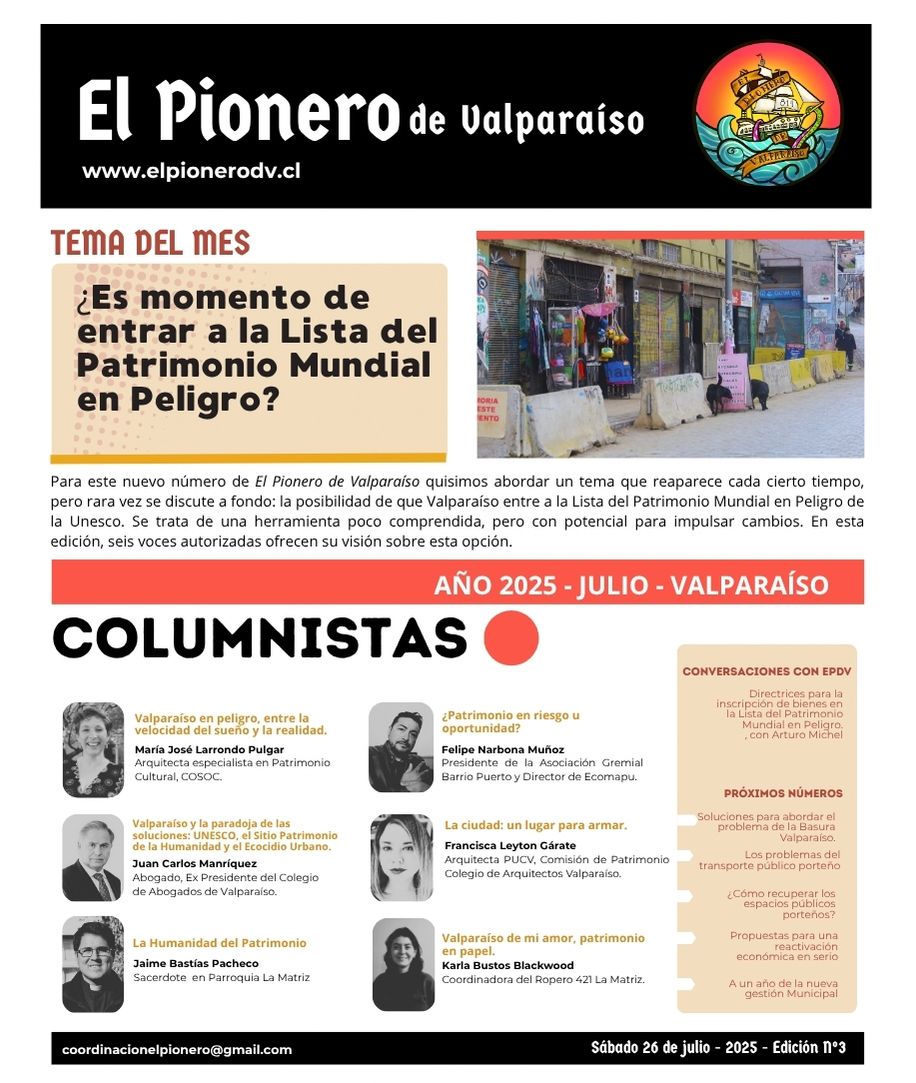 El Pionero de Valparaíso
www.elpionerodv.cl
EL
PIONERO
DE
VALPARAISO
TEMA DEL MES
¿Es momento de
entrar a la Lista del
Patrimonio Mundial
en Peligro?
MORIA
ESTE
IENTO
Para este nuevo número de El Pionero de Valparaíso quisimos abordar un tema que reaparece cada cierto tiempo,
pero rara vez se discute a fondo: la posibilidad de que Valparaíso entre a la Lista del Patrimonio Mundial en Peligro de
la Unesco. Se trata de una herramienta poco comprendida, pero con potencial para impulsar cambios. En esta
edición, seis voces autorizadas ofrecen su visión sobre esta opción.
AÑO 2025 - JULIO - VALPARAÍSO
COLUMNISTAS
Valparaíso en peligro, entre la
velocidad del sueño y la realidad.
María José Larrondo Pulgar
Arquitecta especialista en Patrimonio
Cultural, COSOC.
Valparaíso y la paradoja de las
soluciones: UNESCO, el Sitio Patrimonio
de la Humanidad y el Ecocidio Urbano.
Juan Carlos Manríquez
Abogado, Ex Presidente del Colegio
de Abogados de Valparaíso.
La Humanidad del Patrimonio
Jaime Bastías Pacheco
Sacerdote en Parroquia La Matriz
¿Patrimonio en riesgo u
oportunidad?
Felipe Narbona Muñoz
Presidente de la Asociación Gremial
Barrio Puerto y Director de Ecomapu.
La ciudad: un lugar para armar.
Francisca Leyton Gárate
Arquitecta PUCV, Comisión de Patrimonio
Colegio de Arquitectos Valparaíso.
Valparaíso de mi amor, patrimonio
en papel.
Karla Bustos Blackwood
Coordinadora del Ropero 421 La Matriz.
CONVERSACIONES CON EPDV
Directrices para la
inscripción de bienes en
la Lista del Patrimonio
Mundial en Peligro.
, con Arturo Michel
PRÓXIMOS NÚMEROS
Soluciones para abordar el
problema de la Basura
Valparaíso.
Los problemas del
transporte público porteño
¿Cómo recuperar los
espacios públicos
porteños?
Propuestas para una
reactivación
económica en serio
A un año de la nueva
gestión Municipal
coordinacionelpionero@gmail.com
Sábado 26 de julio - 2025 - Edición N°3